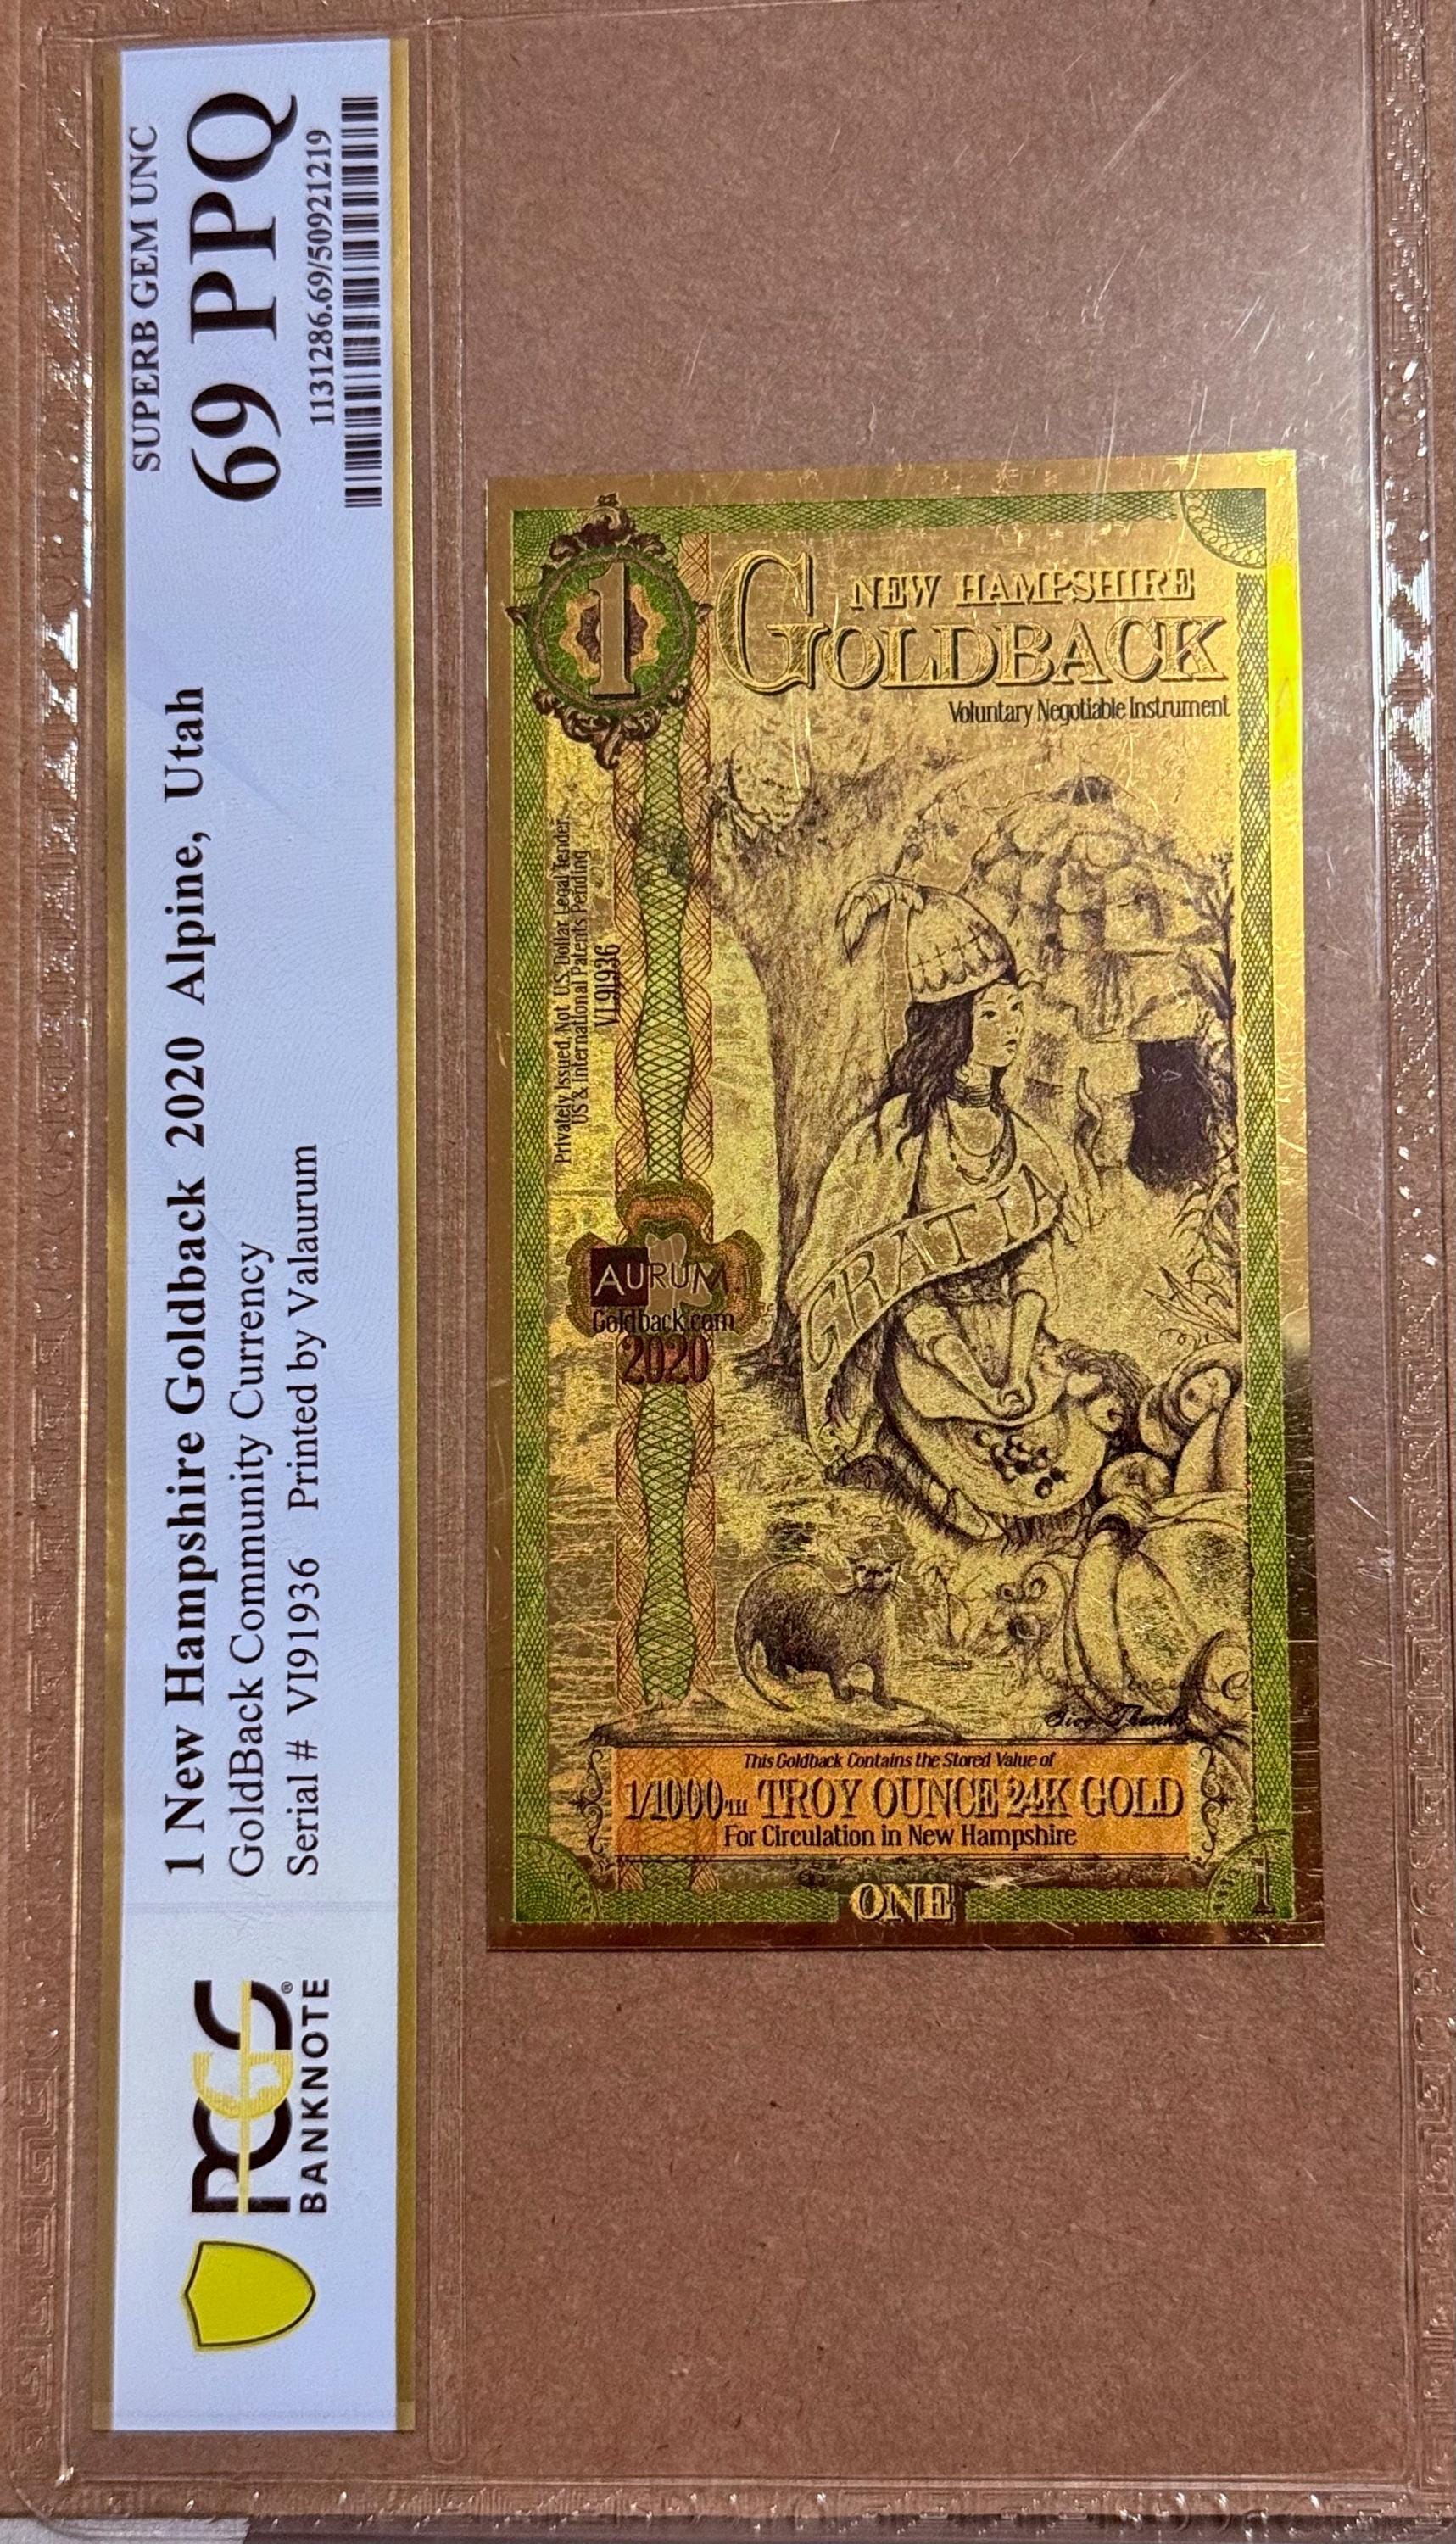 PCGS®
BANKNOTE
1 New Hampshire Goldback 2020 Alpine, Utah
GoldBack Community Currency
Serial # VI91936 Printed by Valaurum
SUPERB GEM UNC
69 PPQ
1131286.69/50921219
1
NEW HAMPSHIRE
GOLDBACK
Voluntary Negotiable Instrument
Privately Issued, Not U.S. Dollar Legal Tender
US & International Patents Pending
VI91936
GRATIA
AURUM
Goldback.com
2020
This Goldback Contains the Stored Value of
1/1000TH TROY OUNCE 24K GOLD
For Circulation in New Hampshire
ONE
1